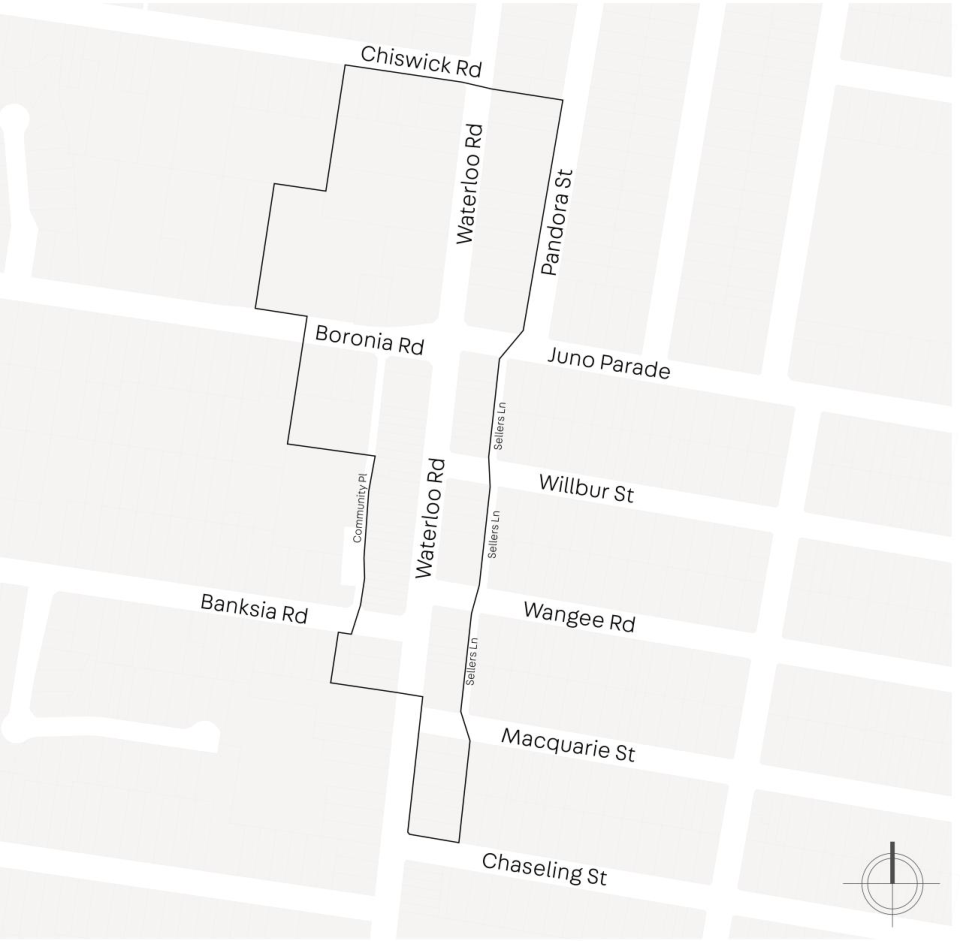 Chiswick Rd
Waterloo Rd
Pandora St
Boronia Rd
Juno Parade
Sellers Ln
Willbur St
Waterloo Rd
Community Pl
Sellers Ln
Banksia Rd
Wangee Rd
Sellers Ln
Macquarie St
Chaseling St